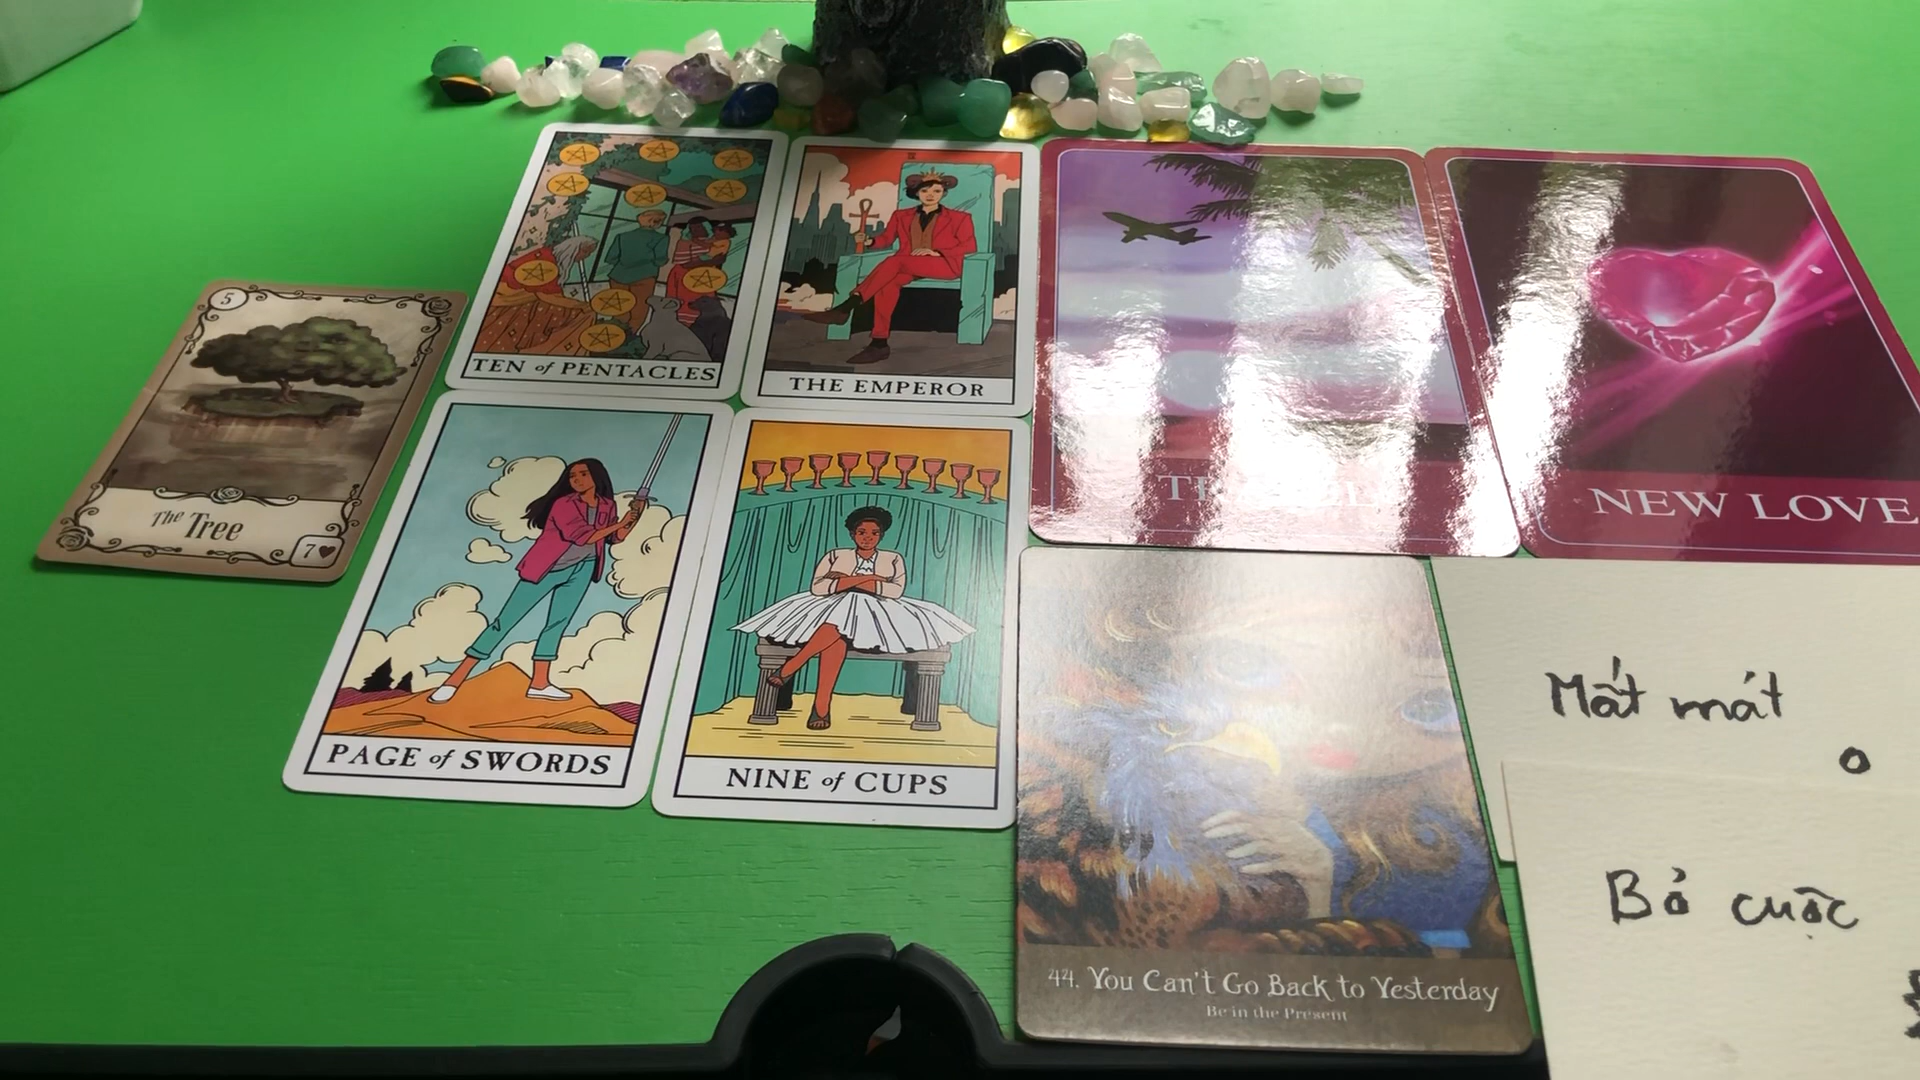 5
The Tree
7♥
TEN of PENTACLES
THE EMPEROR
PAGE of SWORDS
NINE of CUPS
NEW LOVE
44. You Can't Go Back to Yesterday
Be in the Present
Mất mát
Bỏ cuộc